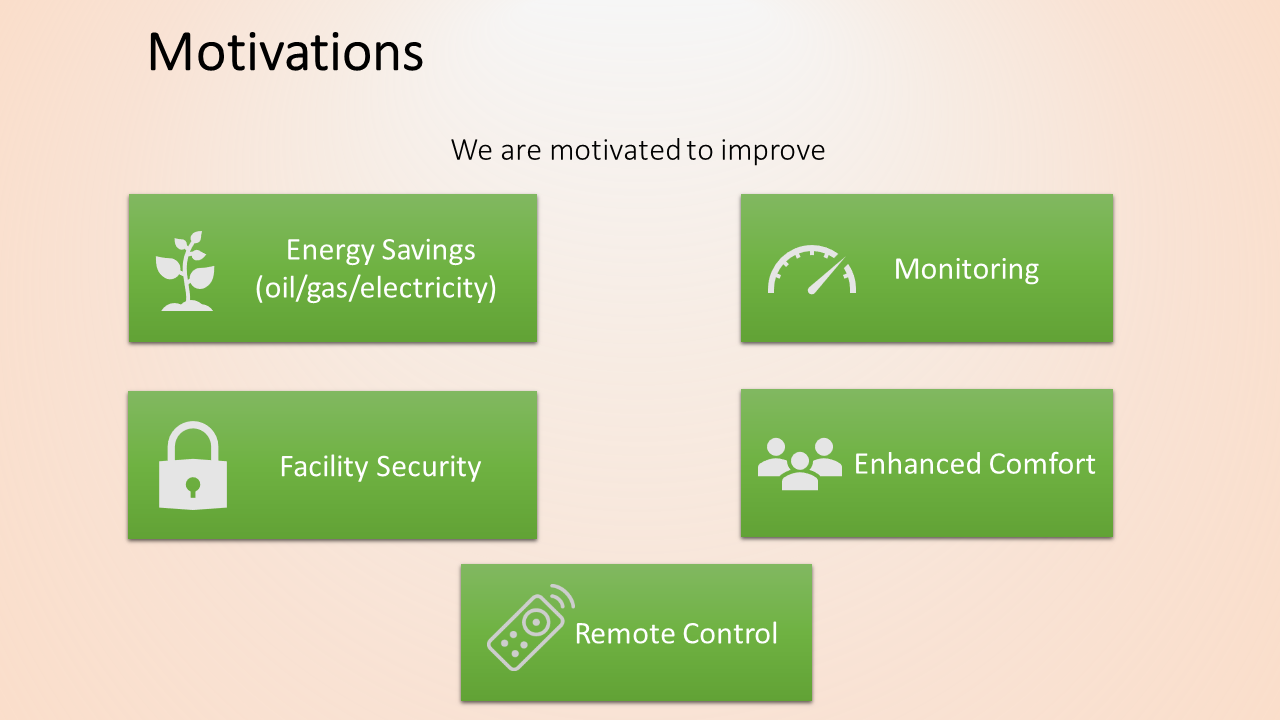 Motivations
We are motivated to improve
Energy Savings
(oil/gas/electricity)
Monitoring
Facility Security
Enhanced Comfort
Remote Control